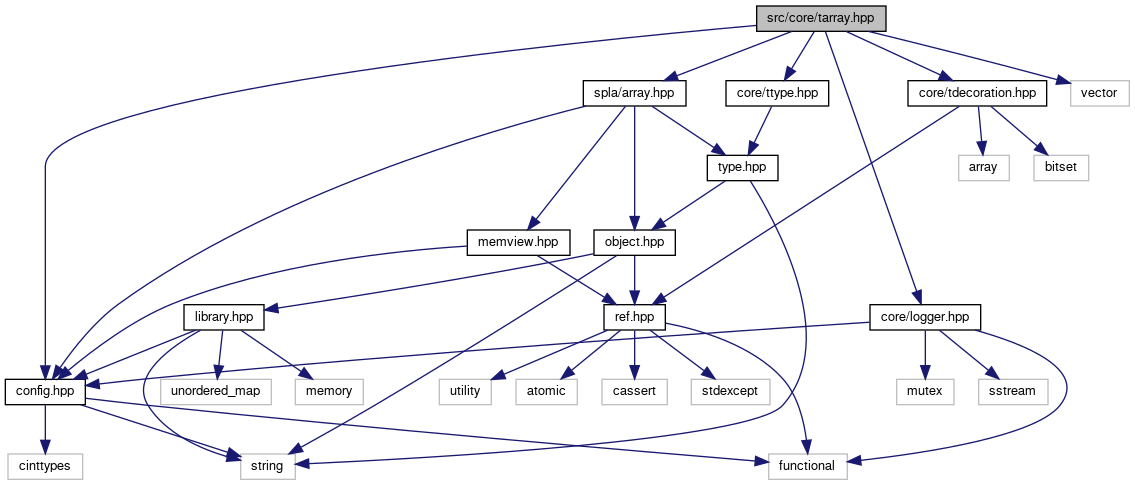 src/core/tarray.hpp
spla/array.hpp
core/ttype.hpp
core/tdecoration.hpp
vector
type.hpp
array
bitset
memview.hpp
object.hpp
library.hpp
ref.hpp
core/logger.hpp
config.hpp
unordered_map
memory
utility
atomic
cassert
stdexcept
mutex
sstream
cinttypes
string
functional